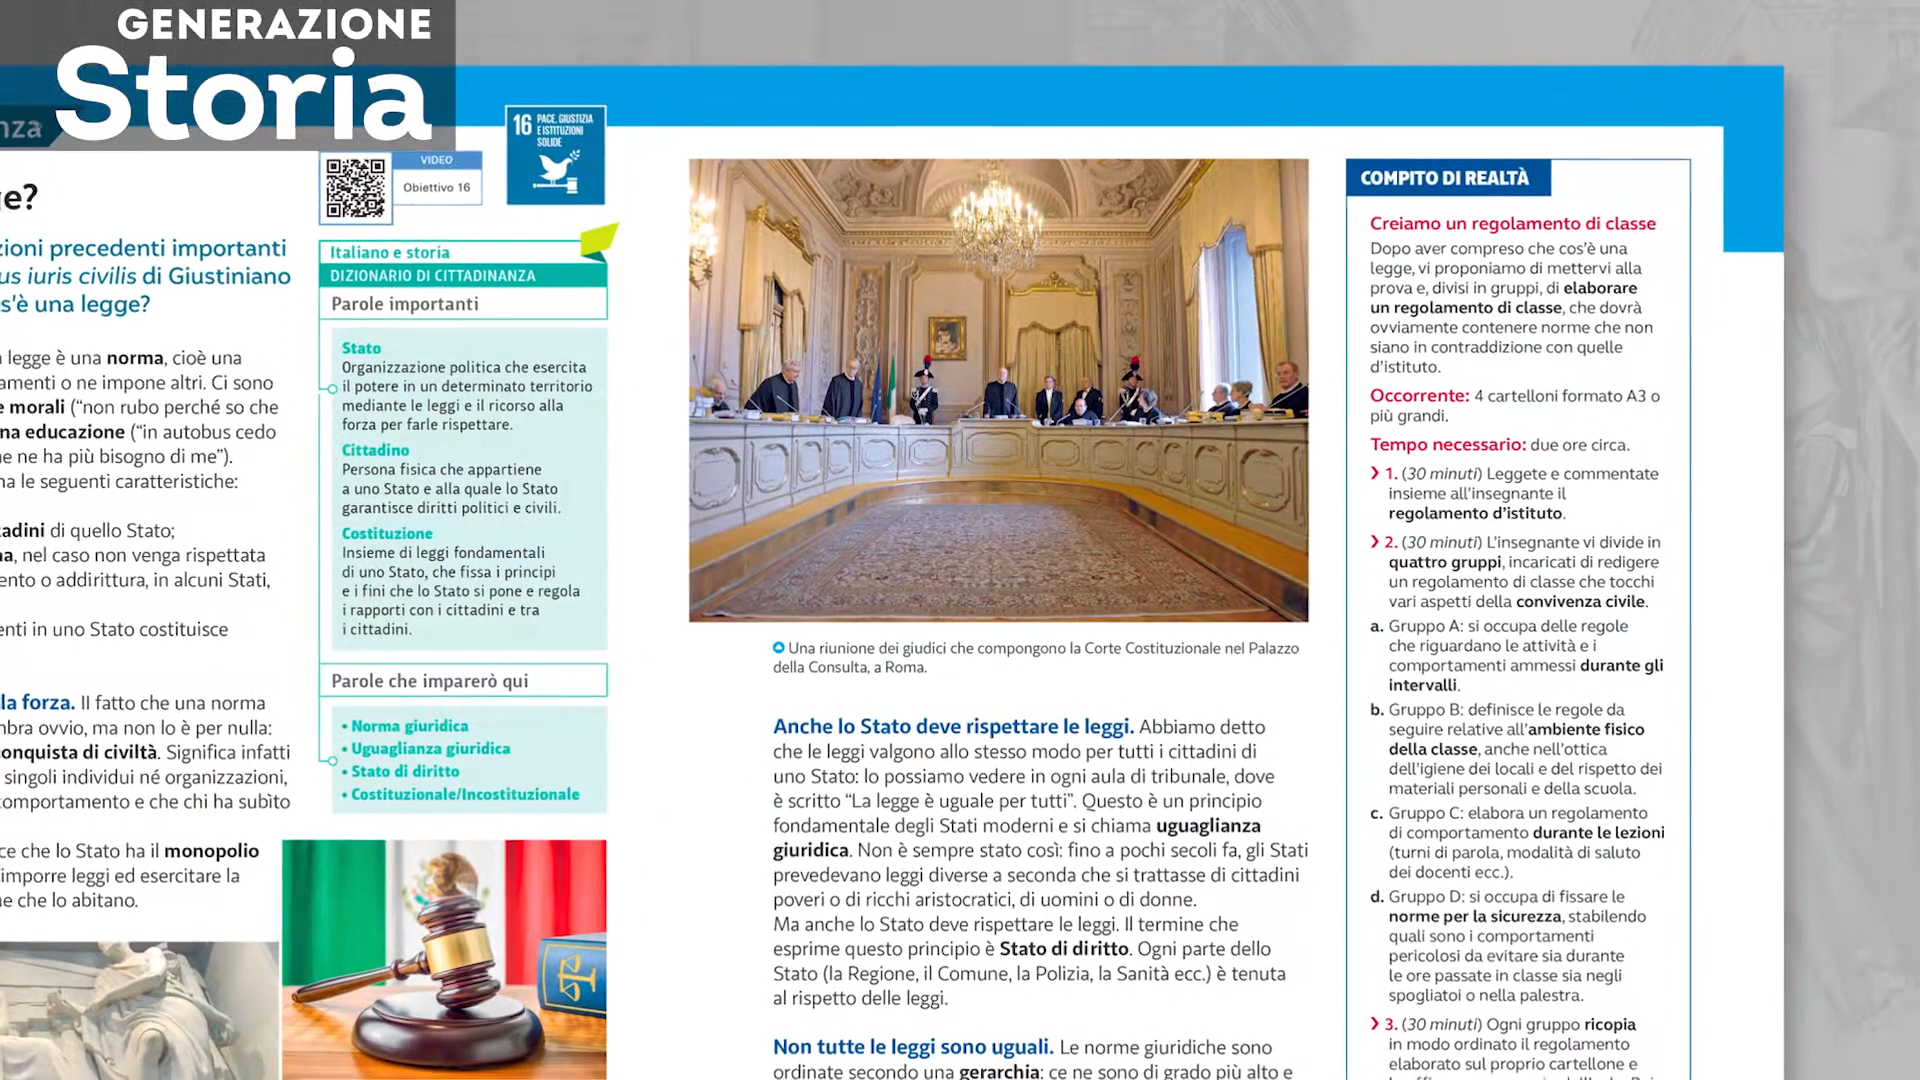 GENERAZIONE
Storia
nza
16 PACE, GIUSTIZIA
E ISTITUZIONI
SOLIDE
VIDEO
Obiettivo 16
ge?
zioni precedenti importanti
us iuris civilis di Giustiniano
s'è una legge?
a legge è una norma, cioè una
amenti o ne impone altri. Ci sono
e morali (“non rubo perché so che
na educazione (“in autobus cedo
e ne ha più bisogno di me”).
na le seguenti caratteristiche:
tadini di quello Stato;
na, nel caso non venga rispettata
ento o addirittura, in alcuni Stati,
enti in uno Stato costituisce
la forza. Il fatto che una norma
mbra ovvio, ma non lo è per nulla:
onquista di civiltà. Significa infatti
singoli individui né organizzazioni,
comportamento e che chi ha subìto
ce che lo Stato ha il monopolio
imporre leggi ed esercitare la
ne che lo abitano.
Italiano e storia
DIZIONARIO DI CITTADINANZA
Parole importanti
Stato
Organizzazione politica che esercita
il potere in un determinato territorio
mediante le leggi e il ricorso alla
forza per farle rispettare.
Cittadino
Persona fisica che appartiene
a uno Stato e alla quale lo Stato
garantisce diritti politici e civili.
Costituzione
Insieme di leggi fondamentali
di uno Stato, che fissa i principi
e i fini che lo Stato si pone e regola
i rapporti con i cittadini e tra
i cittadini.
Parole che imparerò qui
• Norma giuridica
• Uguaglianza giuridica
• Stato di diritto
• Costituzionale/Incostituzionale
Una riunione dei giudici che compongono la Corte Costituzionale nel Palazzo
della Consulta, a Roma.
Anche lo Stato deve rispettare le leggi. Abbiamo detto
che le leggi valgono allo stesso modo per tutti i cittadini di
uno Stato: lo possiamo vedere in ogni aula di tribunale, dove
è scritto “La legge è uguale per tutti”. Questo è un principio
fondamentale degli Stati moderni e si chiama uguaglianza
giuridica. Non è sempre stato così: fino a pochi secoli fa, gli Stati
prevedevano leggi diverse a seconda che si trattasse di cittadini
poveri o di ricchi aristocratici, di uomini o di donne.
Ma anche lo Stato deve rispettare le leggi. Il termine che
esprime questo principio è Stato di diritto. Ogni parte dello
Stato (la Regione, il Comune, la Polizia, la Sanità ecc.) è tenuta
al rispetto delle leggi.
Non tutte le leggi sono uguali. Le norme giuridiche sono
ordinate secondo una gerarchia: ce ne sono di grado più alto e
COMPITO DI REALTÀ
Creiamo un regolamento di classe
Dopo aver compreso che cos'è una
legge, vi proponiamo di mettervi alla
prova e, divisi in gruppi, di elaborare
un regolamento di classe, che dovrà
ovviamente contenere norme che non
siano in contraddizione con quelle
d'istituto.
Occorrente: 4 cartelloni formato A3 o
più grandi.
Tempo necessario: due ore circa.
1. (30 minuti) Leggete e commentate
insieme all'insegnante il
regolamento d'istituto.
2. (30 minuti) L'insegnante vi divide in
quattro gruppi, incaricati di redigere
un regolamento di classe che tocchi
vari aspetti della convivenza civile.
a. Gruppo A: si occupa delle regole
che riguardano le attività e i
comportamenti ammessi durante gli
intervalli.
b. Gruppo B: definisce le regole da
seguire relative all'ambiente fisico
della classe, anche nell'ottica
dell'igiene dei locali e del rispetto dei
materiali personali e della scuola.
c. Gruppo C: elabora un regolamento
di comportamento durante le lezioni
(turni di parola, modalità di saluto
dei docenti ecc.).
d. Gruppo D: si occupa di fissare le
norme per la sicurezza, stabilendo
quali sono i comportamenti
pericolosi da evitare sia durante
le ore passate in classe sia negli
spogliatoi o nella palestra.
3. (30 minuti) Ogni gruppo ricopia
in modo ordinato il regolamento
elaborato sul proprio cartellone e